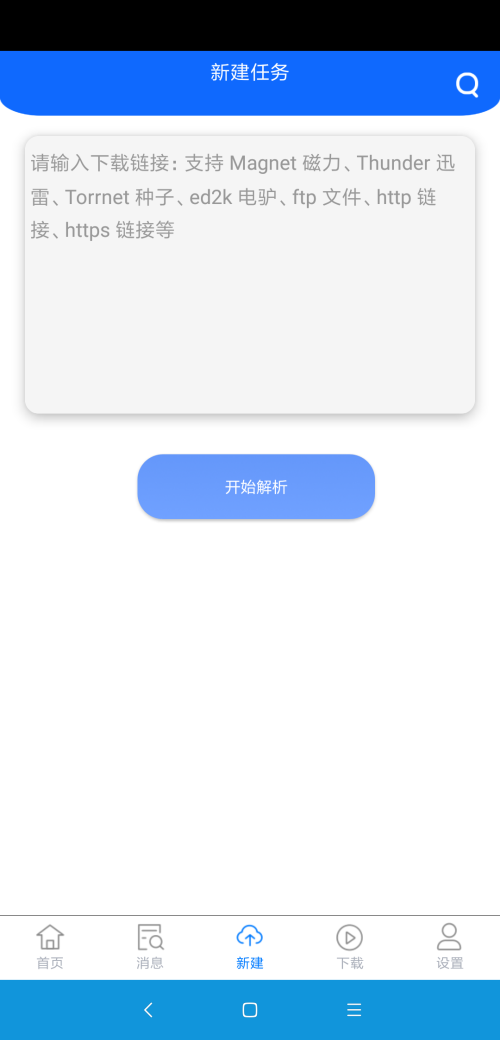 新建任务
请输入下载链接：支持 Magnet 磁力、Thunder 迅
雷、Torrnet 种子、ed2k 电驴、ftp 文件、http 链
接、https 链接等
开始解析
首页
消息
新建
下载
设置